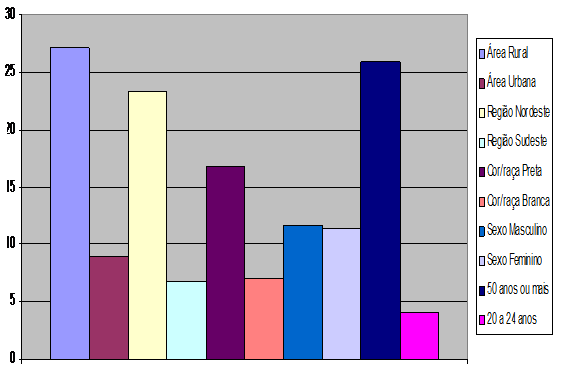 30
25
20
15
10
5
0
Área Rural
Área Urbana
Região Nordeste
Região Sudeste
Cor/raça Preta
Cor/raça Branca
Sexo Masculino
Sexo Feminino
50 anos ou mais
20 a 24 anos